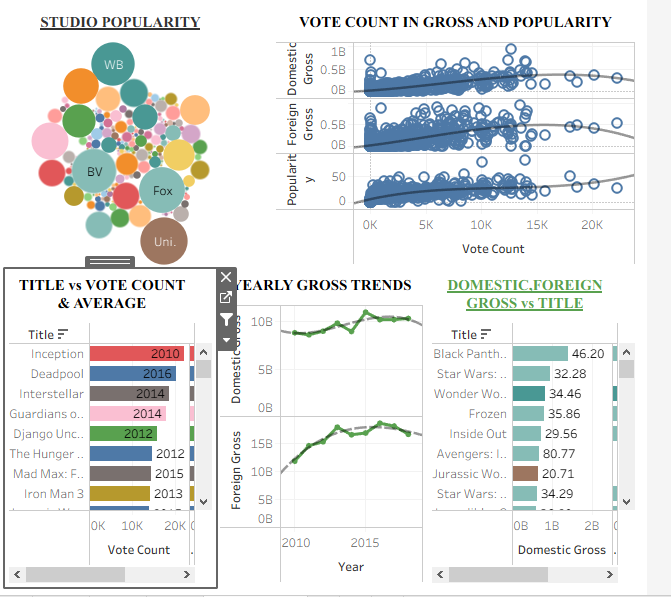 STUDIO POPULARITY
WB
BV
Fox
Uni.
VOTE COUNT IN GROSS AND POPULARITY
Domestic
Gross
1B
0.5B
0B
Foreign
Gross
0.5B
0B
Popularit
y
50
0
0K 5K 10K 15K 20K
Vote Count
TITLE vs VOTE COUNT
& AVERAGE
Title
Inception 2010
Deadpool 2016
Interstellar 2014
Guardians o.. 2014
Django Unc.. 2012
The Hunger .. 2012
Mad Max: F.. 2015
Iron Man 3 2013
0K 10K 20K 0
Vote Count
YEARLY GROSS TRENDS
Domestic Gross
10B
5B
0B
Foreign Gross
15B
10B
5B
0B
2010 2015
Year
DOMESTIC,FOREIGN
GROSS vs TITLE
Title
Black Panth.. 46.20
Star Wars: .. 32.28
Wonder Wo.. 34.46
Frozen 35.86
Inside Out 29.56
Avengers: I.. 80.77
Jurassic Wo.. 20.71
Star Wars: .. 34.29
0B 1B 2B
Domestic Gross